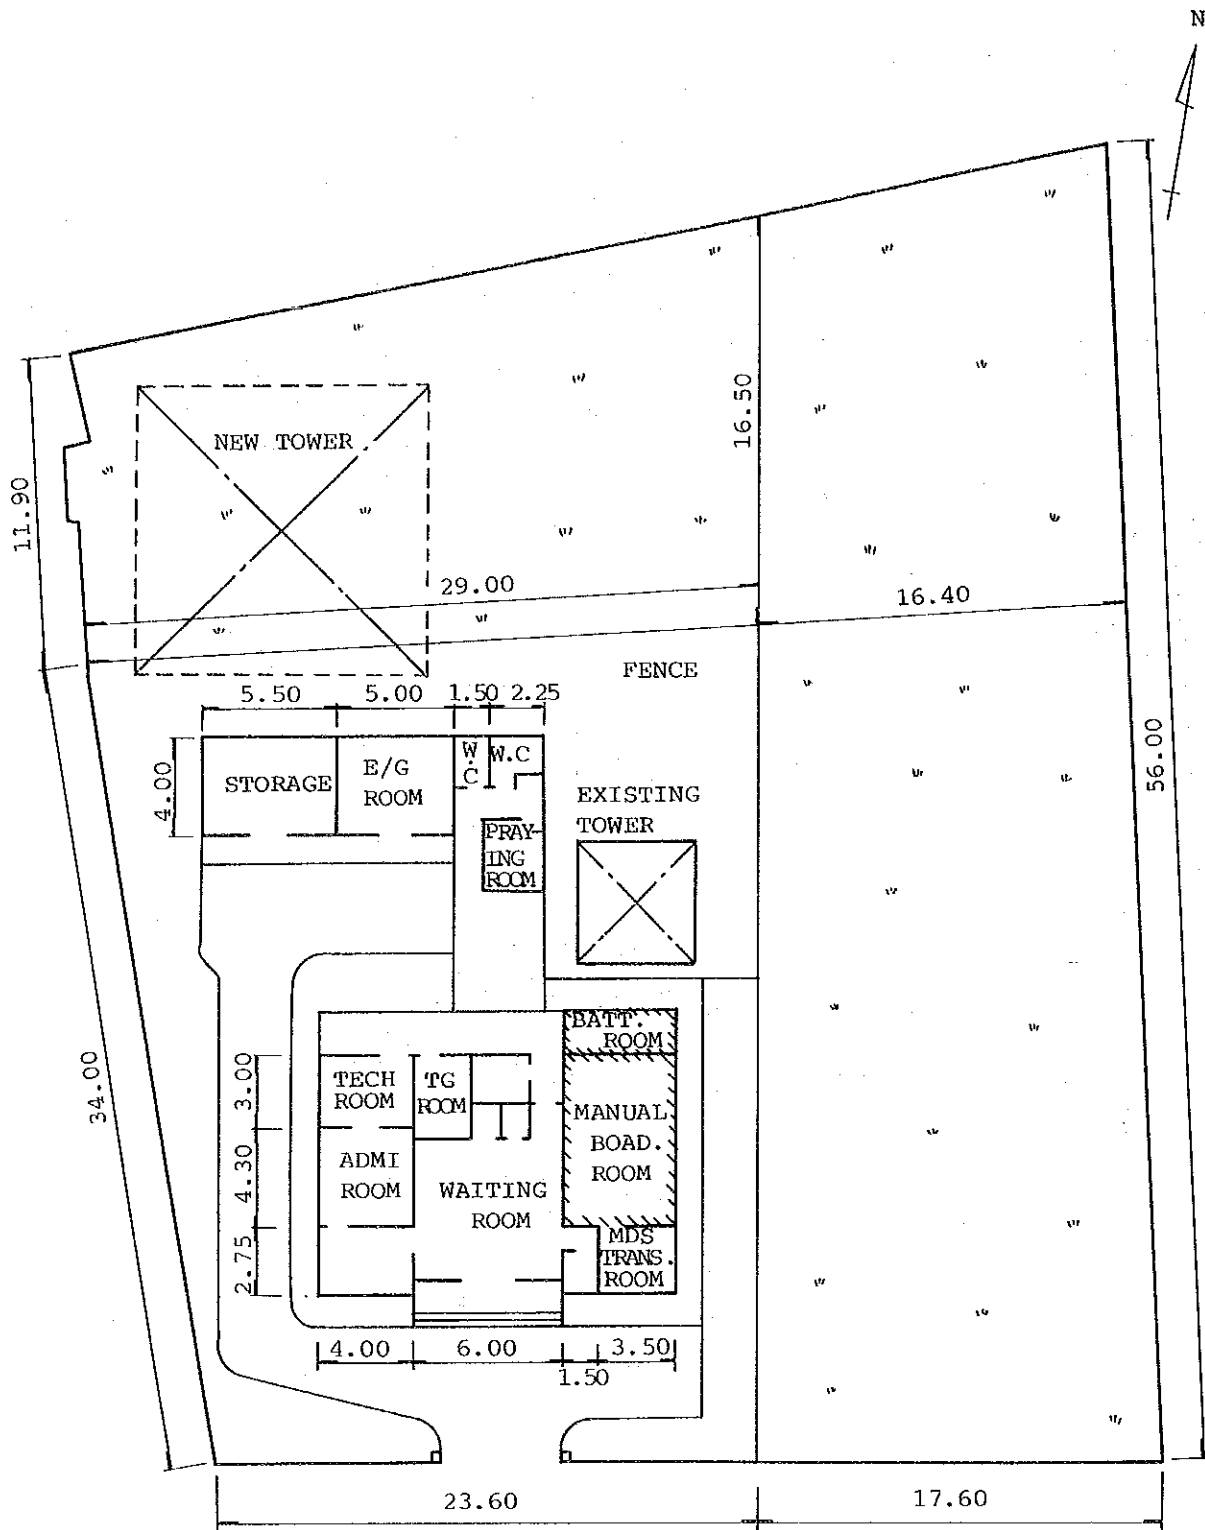 N
16.50
NEW TOWER
11.90
29.00
16.40
FENCE
5.50
5.00
1.50
2.25
4.00
STORAGE
E/G
ROOM
W.
C
W.C
PRAY-
ING
ROOM
EXISTING
TOWER
56.00
34.00
BATT.
ROOM
3.00
TECH
ROOM
TG
ROOM
MANUAL
BOAD.
ROOM
4.30
ADMI
ROOM
WAITING
ROOM
2.75
MDS
TRANS.
ROOM
4.00
6.00
1.50
3.50
23.60
17.60